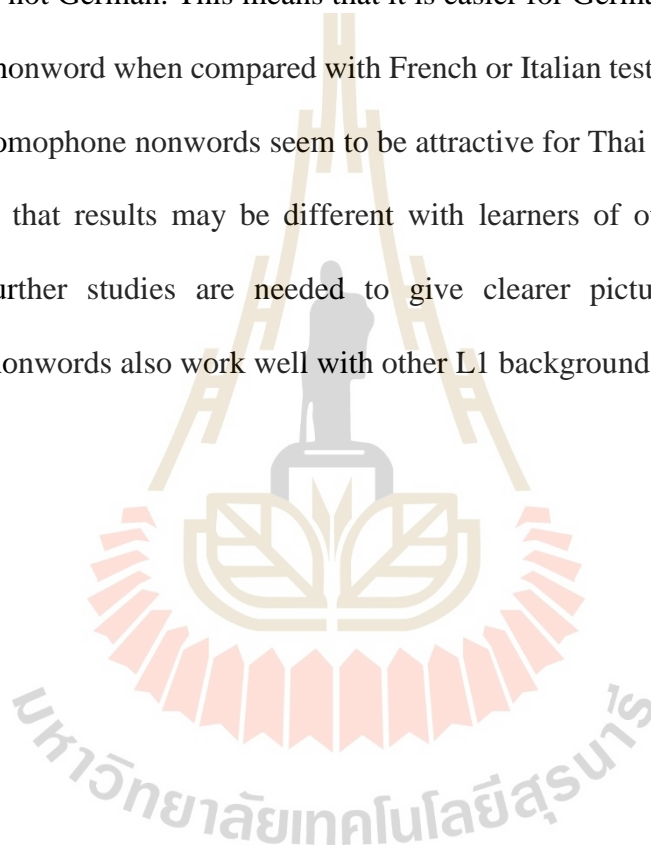 not German. This means that it is easier for Germa
nonword when compared with French or Italian test
omophone nonwords seem to be attractive for Thai
that results may be different with learners of o
urther studies are needed to give clearer pictu
nonwords also work well with other L1 background
มหาวิทยาลัยเทคโนโลยีสุรนารี